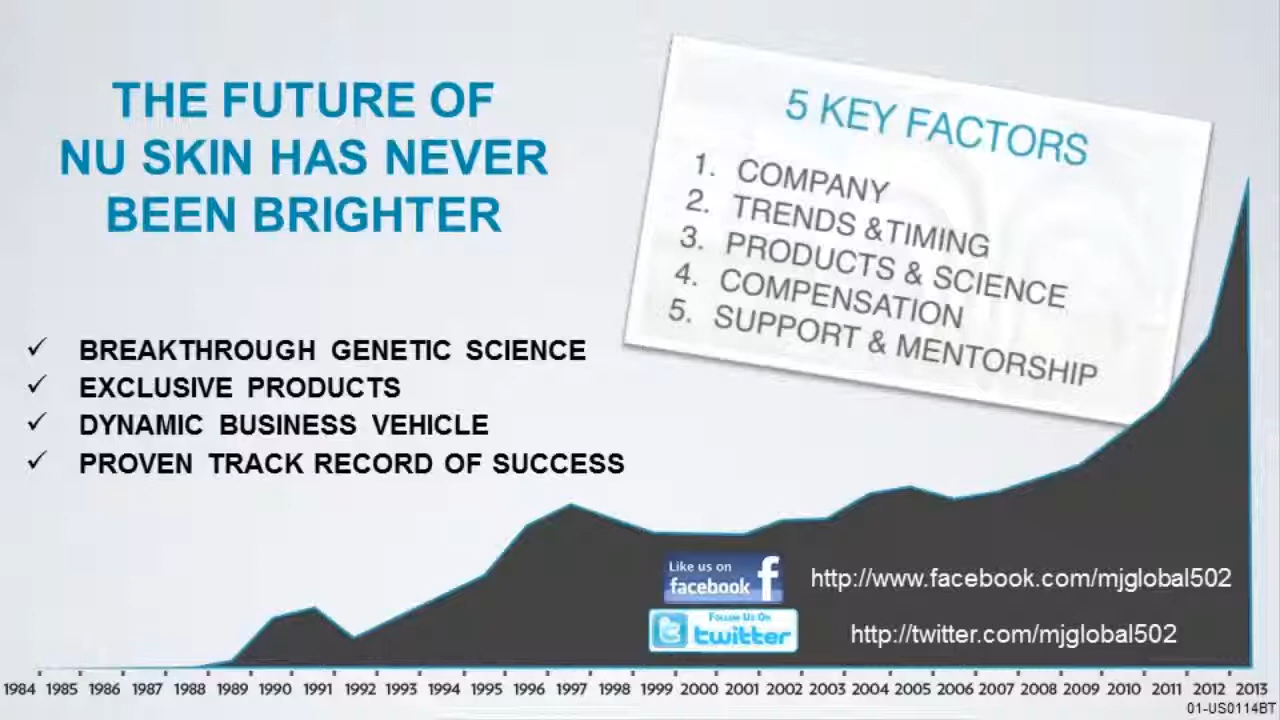 THE FUTURE OF
NU SKIN HAS NEVER
BEEN BRIGHTER
5 KEY FACTORS
1. COMPANY
2. TRENDS &TIMING
3. PRODUCTS & SCIENCE
4. COMPENSATION
5. SUPPORT & MENTORSHIP
✓ BREAKTHROUGH GENETIC SCIENCE
✓ EXCLUSIVE PRODUCTS
✓ DYNAMIC BUSINESS VEHICLE
✓ PROVEN TRACK RECORD OF SUCCESS
Like us on
facebook f
http://www.facebook.com/mjglobal502
FOLLOW US ON
twitter
http://twitter.com/mjglobal502
1984 1985 1986 1987 1988 1989 1990 1991 1992 1993 1994 1995 1996 1997 1998 1999 2000 2001 2002 2003 2004 2005 2006 2007 2008 2009 2010 2011 2012 2013
01-US0114BT